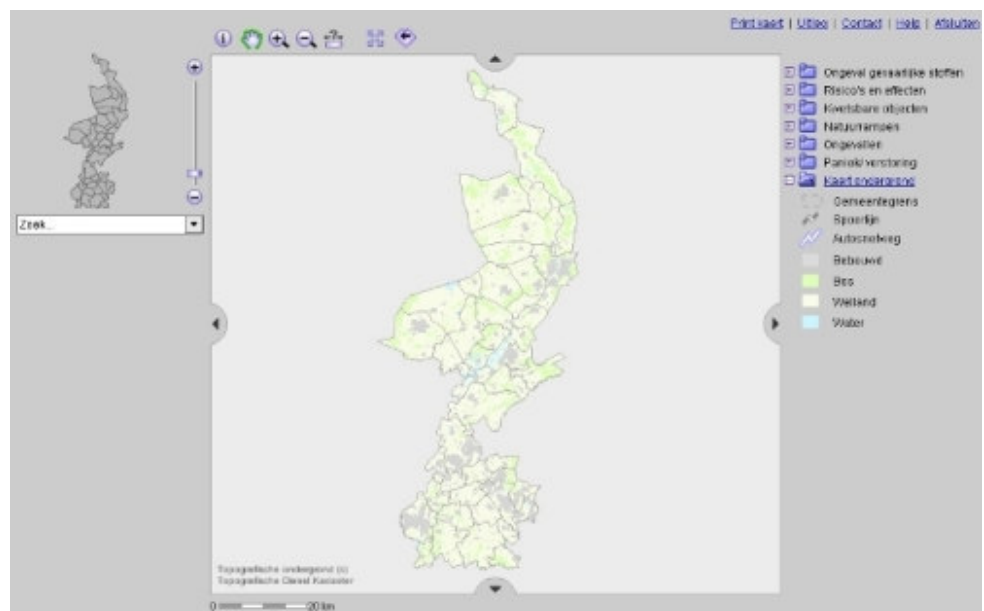 Print kaart | Uitleg | Contact | Help | Afsluiten
Zoek...
Ongeval gevaarlijke stoffen
Risico's en effecten
Kwetsbare objecten
Natuurrampen
Ongevallen
Paniek/verstoring
Kaartondergrond
Gemeentegrens
Spoorlijn
Autosnelweg
Bebouwd
Bos
Weiland
Water
Topografische ondergrond (c)
Topografische Dienst Kadaster
0 20 km